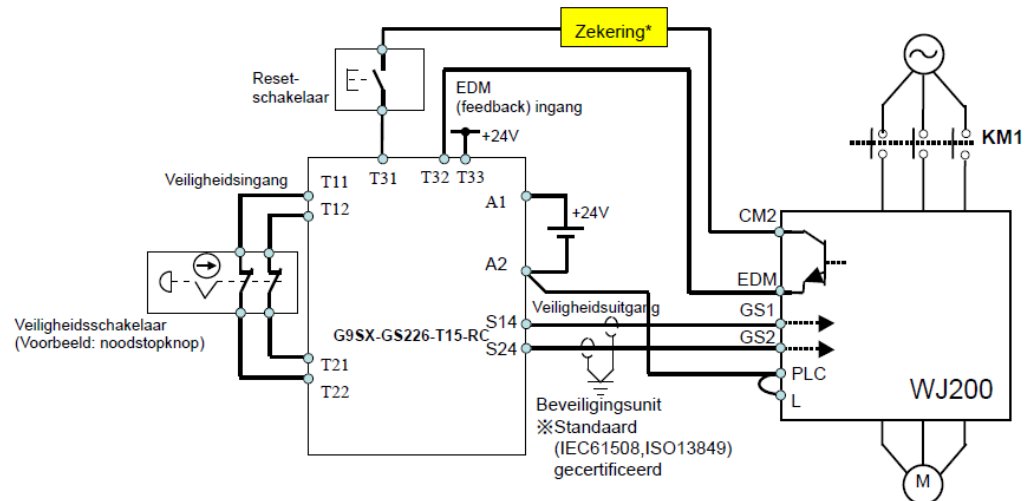 Zekering*
Reset-
schakelaar
EDM
(feedback) ingang
+24V
KM1
Veiligheidsingang
T11
T12
T31
T32
T33
A1
+24V
A2
CM2
EDM
Veiligheidsuitgang
GS1
GS2
S14
S24
G9SX-GS226-T15-RC
Veiligheidsschakelaar
(Voorbeeld: noodstopknop)
T21
T22
PLC
L
WJ200
Beveiligingsunit
※Standaard
(IEC61508,ISO13849)
gecertificeerd
M